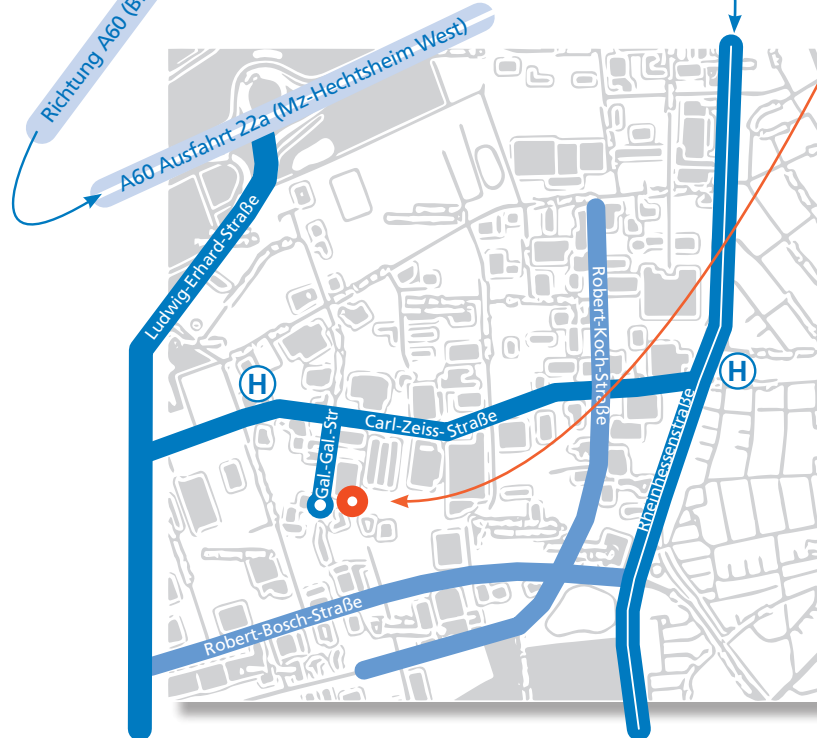 Richtung A60 (B
A60 Ausfahrt 22a (Mz-Hechtsheim West)
Ludwig-Erhard-Straße
Robert-Koch-Straße
H
H
Carl-Zeiss-Straße
Gal.-Gal.-Str
Rheinhessenstraße
Robert-Bosch-Straße